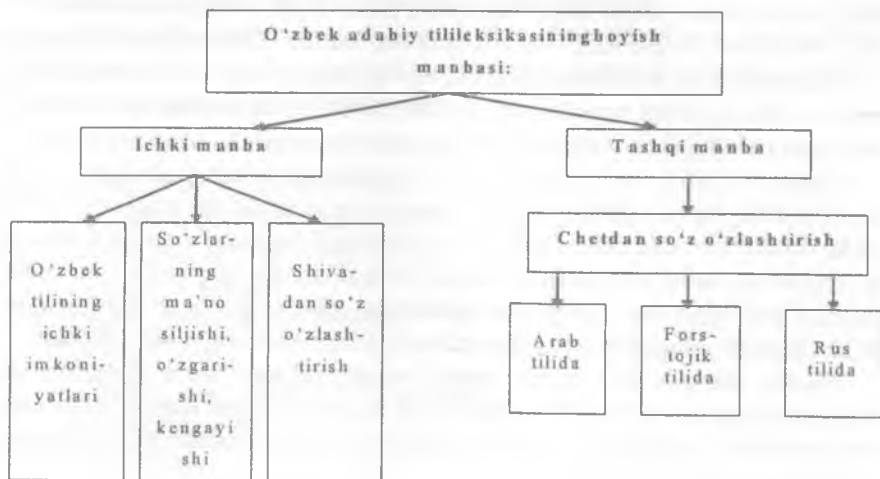 O‘zbek adabiy tilileksikasiningboyish
manbasi:
Ichki manba
Tashqi manba
O‘zbek
tilining
ichki
imkoni-
yatlari
So‘zlar-
ning
ma’no
siljishi,
o‘zgari-
shi,
kengayi
shi
Shiva-
dan so‘z
o‘zlash-
tirish
Chetdan so‘z o‘zlashtirish
Arab
tilida
Fors-
tojik
tilida
Rus
tilida